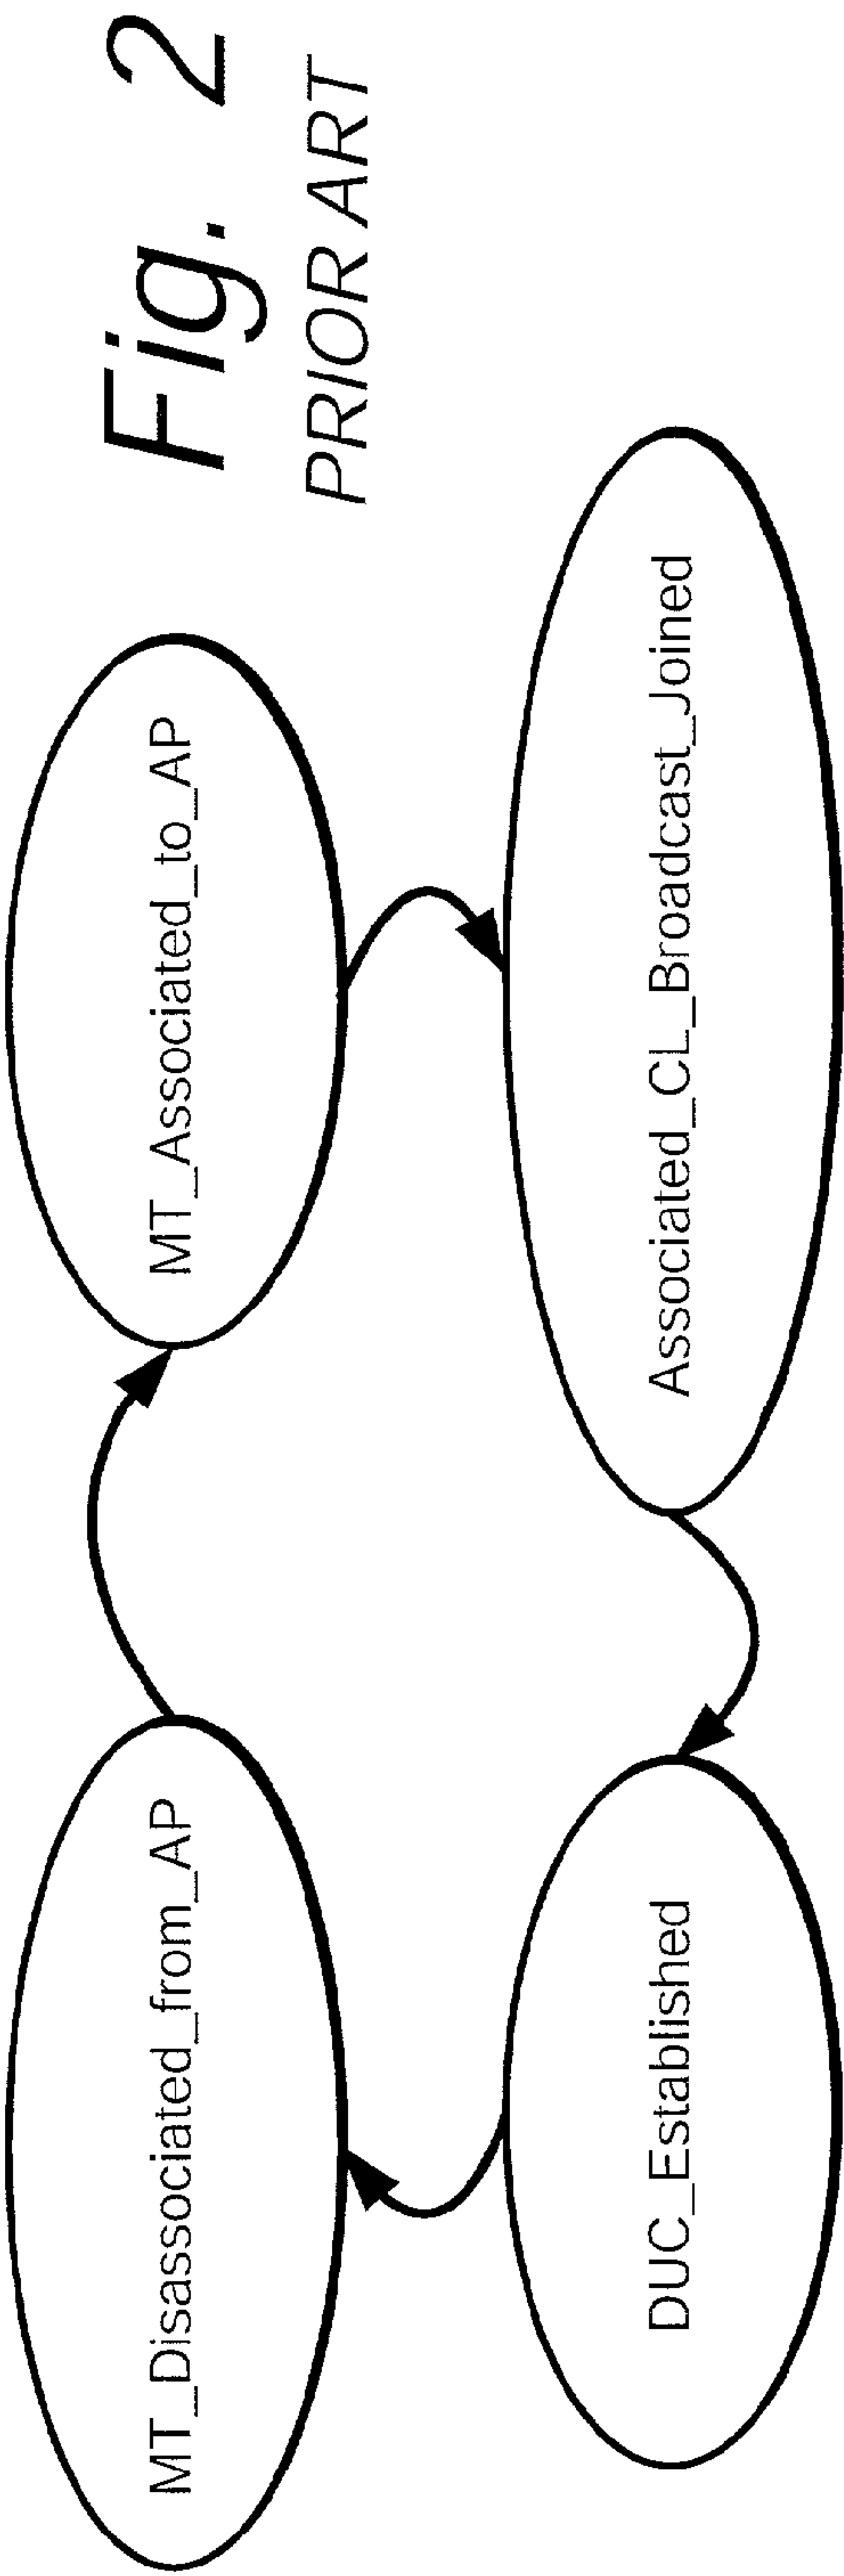 MT_Disassociated_from_AP
MT_Associated_to_AP
DUC_Established
Associated_CL_Broadcast_Joined
Fig. 2
PRIOR ART